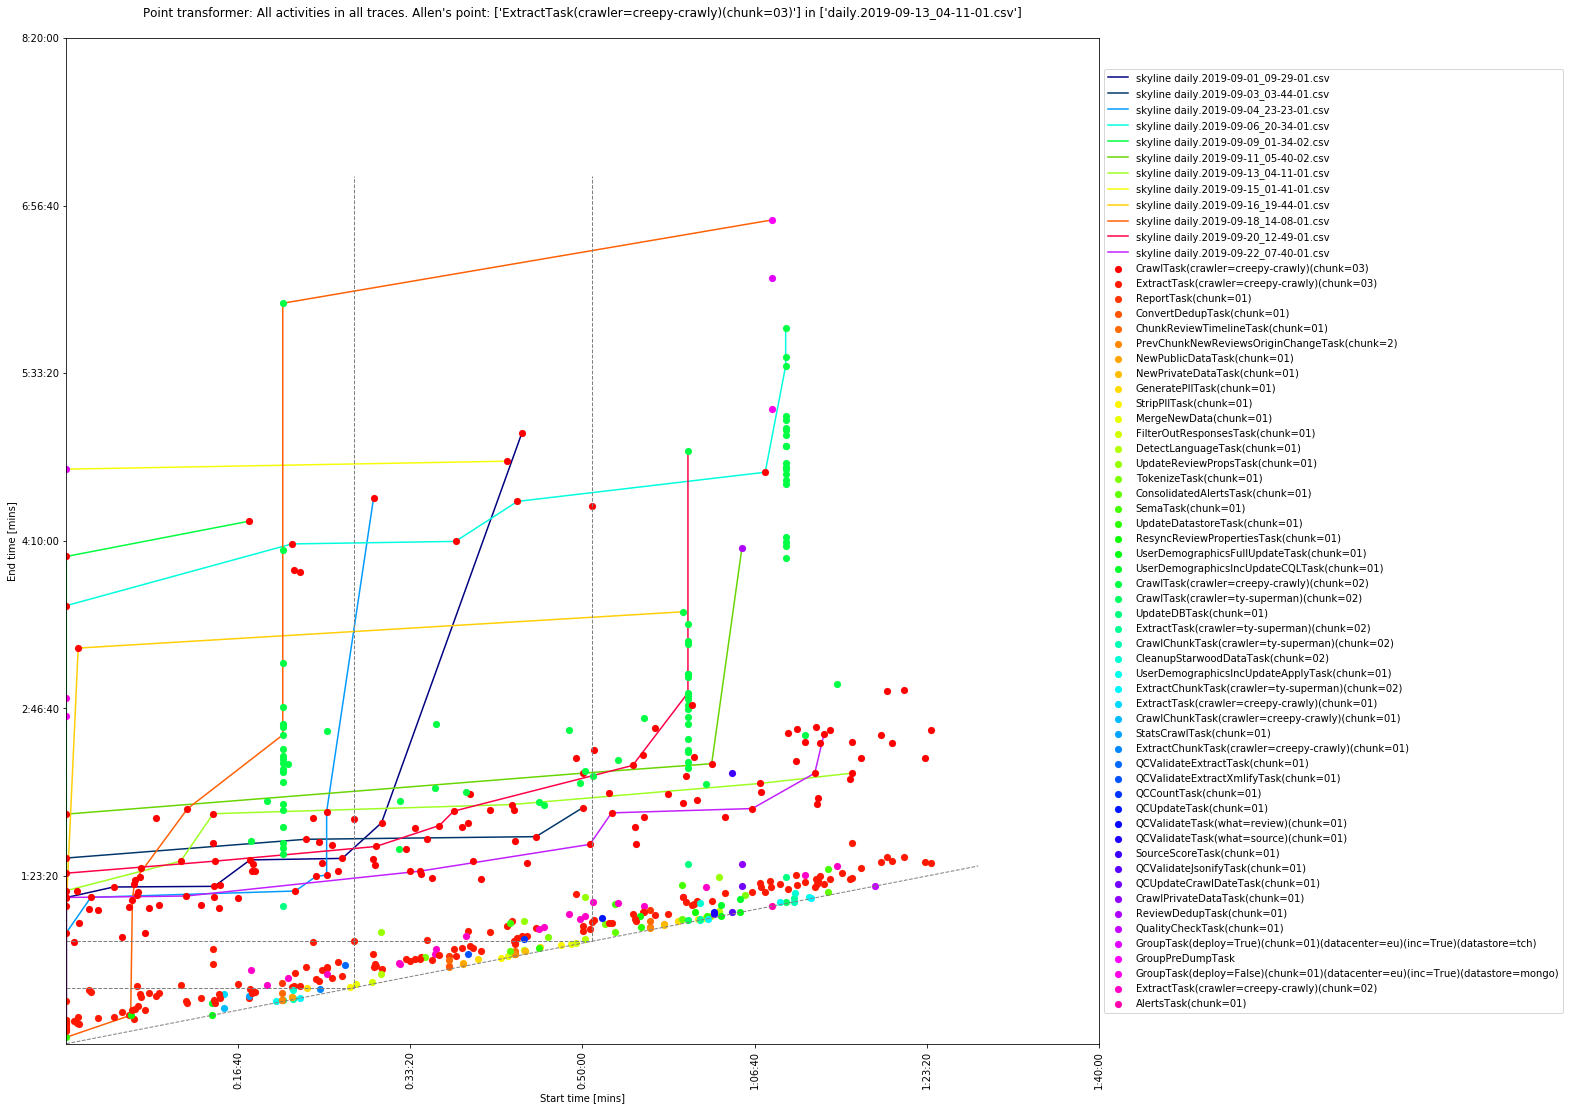 Point transformer: All activities in all traces. Allen's point: ['ExtractTask(crawler=creepy-crawly)(chunk=03)'] in ['daily.2019-09-13_04-11-01.csv']
8:20:00
6:56:40
5:33:20
4:10:00
2:46:40
1:23:20
End time [mins]
0:16:40
0:33:20
0:50:00
1:06:40
1:23:20
1:40:00
Start time [mins]
skyline daily.2019-09-01_09-29-01.csv
skyline daily.2019-09-03_03-44-01.csv
skyline daily.2019-09-04_23-23-01.csv
skyline daily.2019-09-06_20-34-01.csv
skyline daily.2019-09-09_01-34-02.csv
skyline daily.2019-09-11_05-40-02.csv
skyline daily.2019-09-13_04-11-01.csv
skyline daily.2019-09-15_01-41-01.csv
skyline daily.2019-09-16_19-44-01.csv
skyline daily.2019-09-18_14-08-01.csv
skyline daily.2019-09-20_12-49-01.csv
skyline daily.2019-09-22_07-40-01.csv
CrawlTask(crawler=creepy-crawly)(chunk=03)
ExtractTask(crawler=creepy-crawly)(chunk=03)
ReportTask(chunk=01)
ConvertDedupTask(chunk=01)
ChunkReviewTimelineTask(chunk=01)
PrevChunkNewReviewsOriginChangeTask(chunk=2)
NewPublicDataTask(chunk=01)
NewPrivateDataTask(chunk=01)
GeneratePIITask(chunk=01)
StripPIITask(chunk=01)
MergeNewData(chunk=01)
FilterOutResponsesTask(chunk=01)
DetectLanguageTask(chunk=01)
UpdateReviewPropsTask(chunk=01)
TokenizeTask(chunk=01)
ConsolidatedAlertsTask(chunk=01)
SemaTask(chunk=01)
UpdateDatastoreTask(chunk=01)
ResyncReviewPropertiesTask(chunk=01)
UserDemographicsFullUpdateTask(chunk=01)
UserDemographicsIncUpdateCQLTask(chunk=01)
CrawlTask(crawler=creepy-crawly)(chunk=02)
CrawlTask(crawler=ty-superman)(chunk=02)
UpdateDBTask(chunk=01)
ExtractTask(crawler=ty-superman)(chunk=02)
CrawlChunkTask(crawler=ty-superman)(chunk=02)
CleanupStarwoodDataTask(chunk=02)
UserDemographicsIncUpdateApplyTask(chunk=01)
ExtractChunkTask(crawler=ty-superman)(chunk=02)
ExtractTask(crawler=creepy-crawly)(chunk=01)
CrawlChunkTask(crawler=creepy-crawly)(chunk=01)
StatsCrawlTask(chunk=01)
ExtractChunkTask(crawler=creepy-crawly)(chunk=01)
QCValidateExtractTask(chunk=01)
QCValidateExtractXmlifyTask(chunk=01)
QCCountTask(chunk=01)
QCUpdateTask(chunk=01)
QCValidateTask(what=review)(chunk=01)
QCValidateTask(what=source)(chunk=01)
SourceScoreTask(chunk=01)
QCValidateJsonifyTask(chunk=01)
QCUpdateCrawlDateTask(chunk=01)
CrawlPrivateDataTask(chunk=01)
ReviewDedupTask(chunk=01)
QualityCheckTask(chunk=01)
GroupTask(deploy=True)(chunk=01)(datacenter=eu)(inc=True)(datastore=tch)
GroupPreDumpTask
GroupTask(deploy=False)(chunk=01)(datacenter=eu)(inc=True)(datastore=mongo)
ExtractTask(crawler=creepy-crawly)(chunk=02)
AlertsTask(chunk=01)